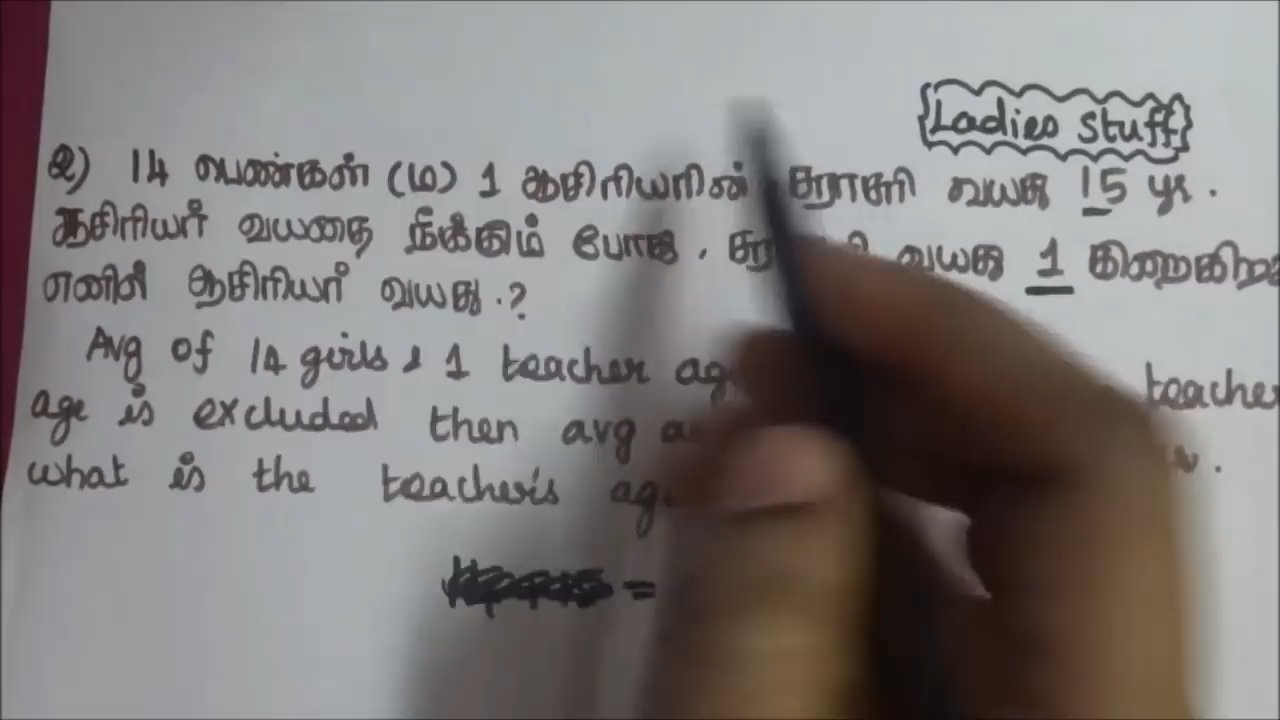 Ladies Stuff
2) 14 பெண்கள் (ம) 1 ஆசிரியரின் சராசரி வயது 15 yr.
ஆசிரியர் வயதை நீக்கும் போது, வயது 1
எனில் ஆசிரியர் வயது.?
Avg of 14 girls & 1 teacher teacher
age is excluded then avg
what is the teacher's
=